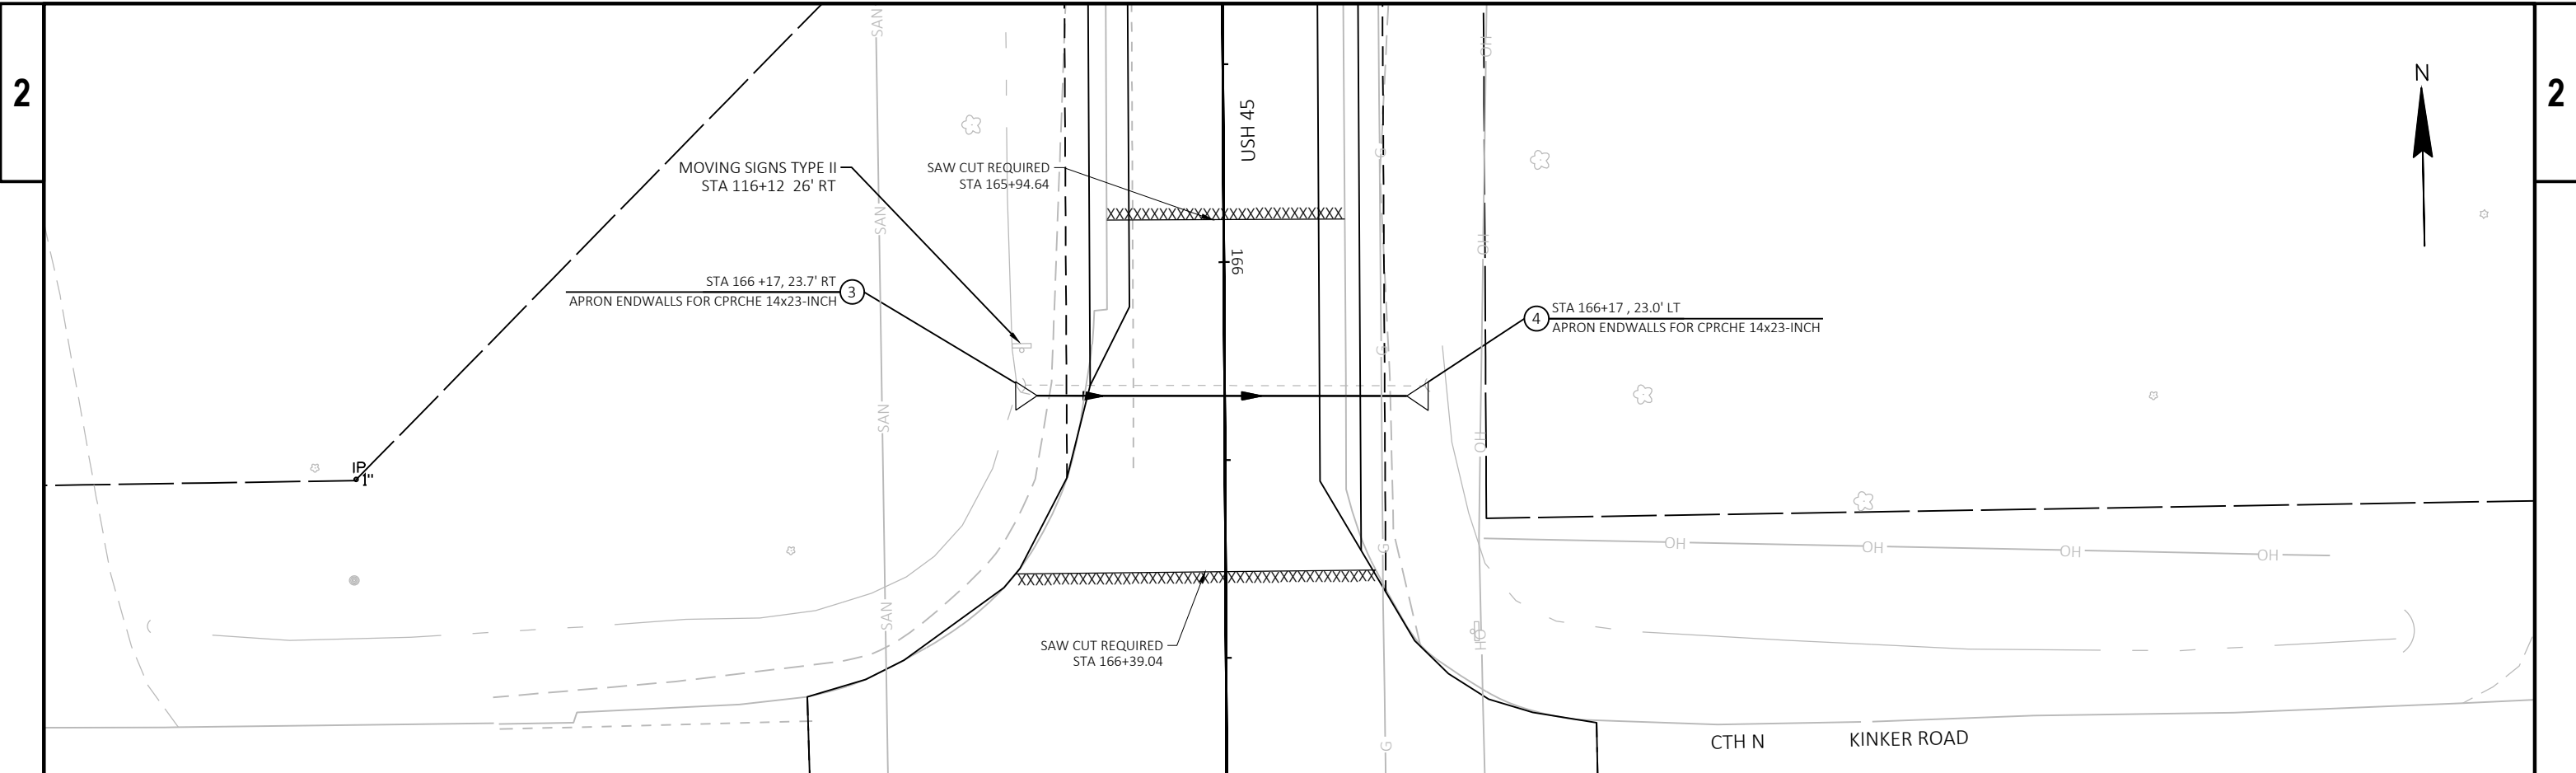 2
2
N
USH 45
SAN
OH
MOVING SIGNS TYPE II
STA 116+12 26' RT
SAW CUT REQUIRED
STA 165+94.64
G
SAN
OH
166
STA 166 +17, 23.7' RT
3
APRON ENDWALLS FOR CPRCHE 14x23-INCH
4
STA 166+17 , 23.0' LT
APRON ENDWALLS FOR CPRCHE 14x23-INCH
G
SAN
OH
IP
1"
XXXXXXXXXXXXXXXXXXXXXXXXXXX
G
OH
OH
OH
OH
XXXXXXXXXXXXXXXXXXXXXXXXXXXXXXXXXXXXXXXXX
SAN
OH
SAW CUT REQUIRED
STA 166+39.04
G
CTH N
KINKER ROAD